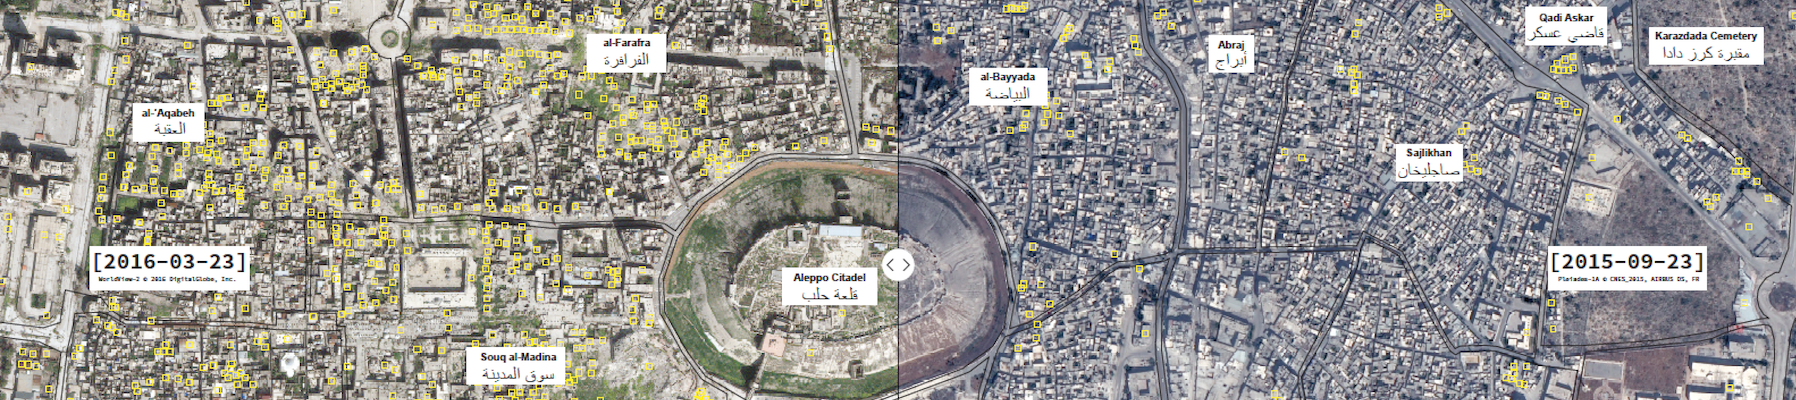 al-Farafra
الفرافرة
al-'Aqabeh
العقبة
[2016-03-23]
WorldView-2 © 2016 DigitalGlobe, Inc.
Aleppo Citadel
قلعة حلب
Souq al-Madina
سوق المدينة
al-Bayyada
البياضة
Abraj
أبراج
Qadi Askar
قاضي عسكر
Karazdada Cemetery
مقبرة كرز دادا
Sajlikhan
صاجليخان
[2015-09-23]
Pleiades-1A © CNES_2015, AIRBUS DS, FR